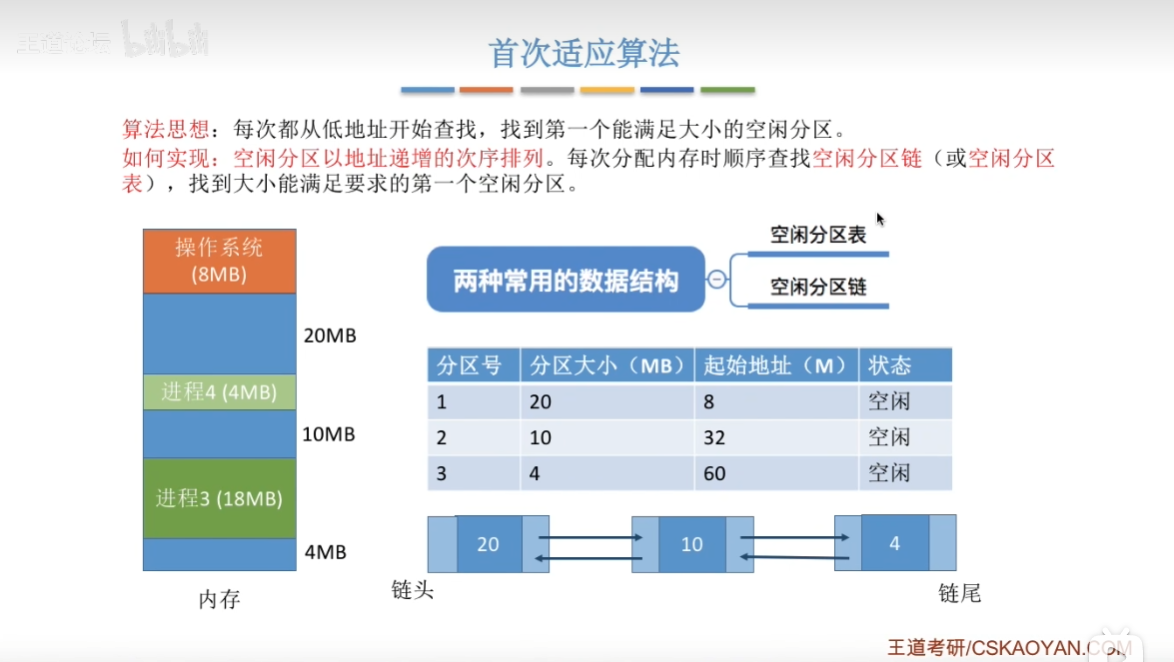 王道论坛 bilibili
首次适应算法
算法思想：每次都从低地址开始查找，找到第一个能满足大小的空闲分区。
如何实现：空闲分区以地址递增的次序排列。每次分配内存时顺序查找空闲分区链（或空闲分区
表），找到大小能满足要求的第一个空闲分区。
操作系统
(8MB)
20MB
进程4 (4MB)
10MB
进程3 (18MB)
4MB
内存
两种常用的数据结构
空闲分区表
空闲分区链
分区号 分区大小（MB） 起始地址（M） 状态
1 20 8 空闲
2 10 32 空闲
3 4 60 空闲
20 10 4
链头 链尾
王道考研/CSKAOYAN.COM